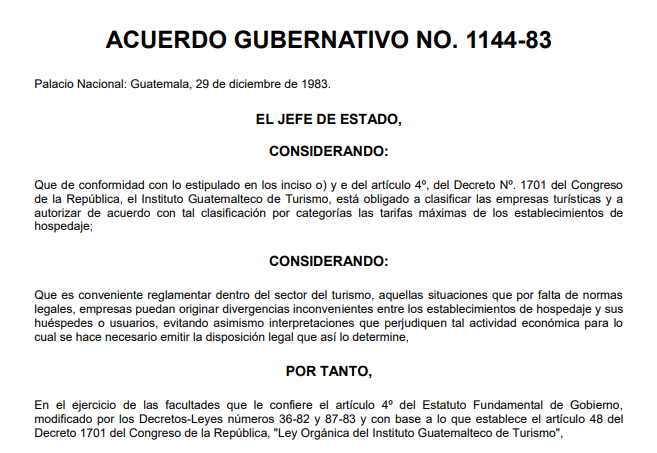 ACUERDO GUBERNATIVO NO. 1144-83
Palacio Nacional: Guatemala, 29 de diciembre de 1983.
EL JEFE DE ESTADO,
CONSIDERANDO:
Que de conformidad con lo estipulado en los inciso o) y e del artículo 4º, del Decreto Nº. 1701 del Congreso
de la República, el Instituto Guatemalteco de Turismo, está obligado a clasificar las empresas turísticas y a
autorizar de acuerdo con tal clasificación por categorías las tarifas máximas de los establecimientos de
hospedaje;
CONSIDERANDO:
Que es conveniente reglamentar dentro del sector del turismo, aquellas situaciones que por falta de normas
legales, empresas puedan originar divergencias inconvenientes entre los establecimientos de hospedaje y sus
huéspedes o usuarios, evitando asimismo interpretaciones que perjudiquen tal actividad económica para lo
cual se hace necesario emitir la disposición legal que así lo determine,
POR TANTO,
En el ejercicio de las facultades que le confiere el artículo 4º del Estatuto Fundamental de Gobierno,
modificado por los Decretos-Leyes números 36-82 y 87-83 y con base a lo que establece el artículo 48 del
Decreto 1701 del Congreso de la República, "Ley Orgánica del Instituto Guatemalteco de Turismo",